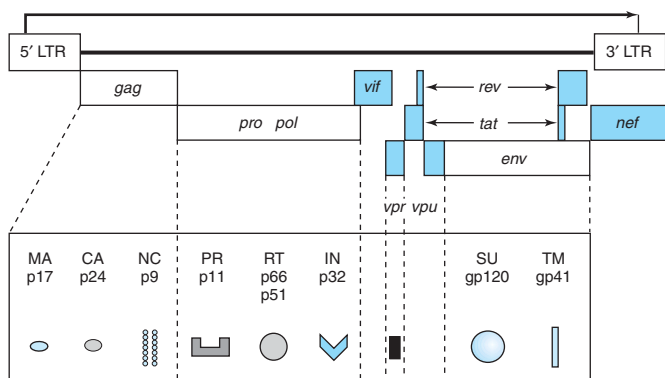 5′ LTR
3′ LTR
gag
vif
rev
pro pol
tat
nef
env
vpr vpu
MA CA NC PR RT IN SU TM
p17 p24 p9 p11 p66 p32 gp120 gp41
p51